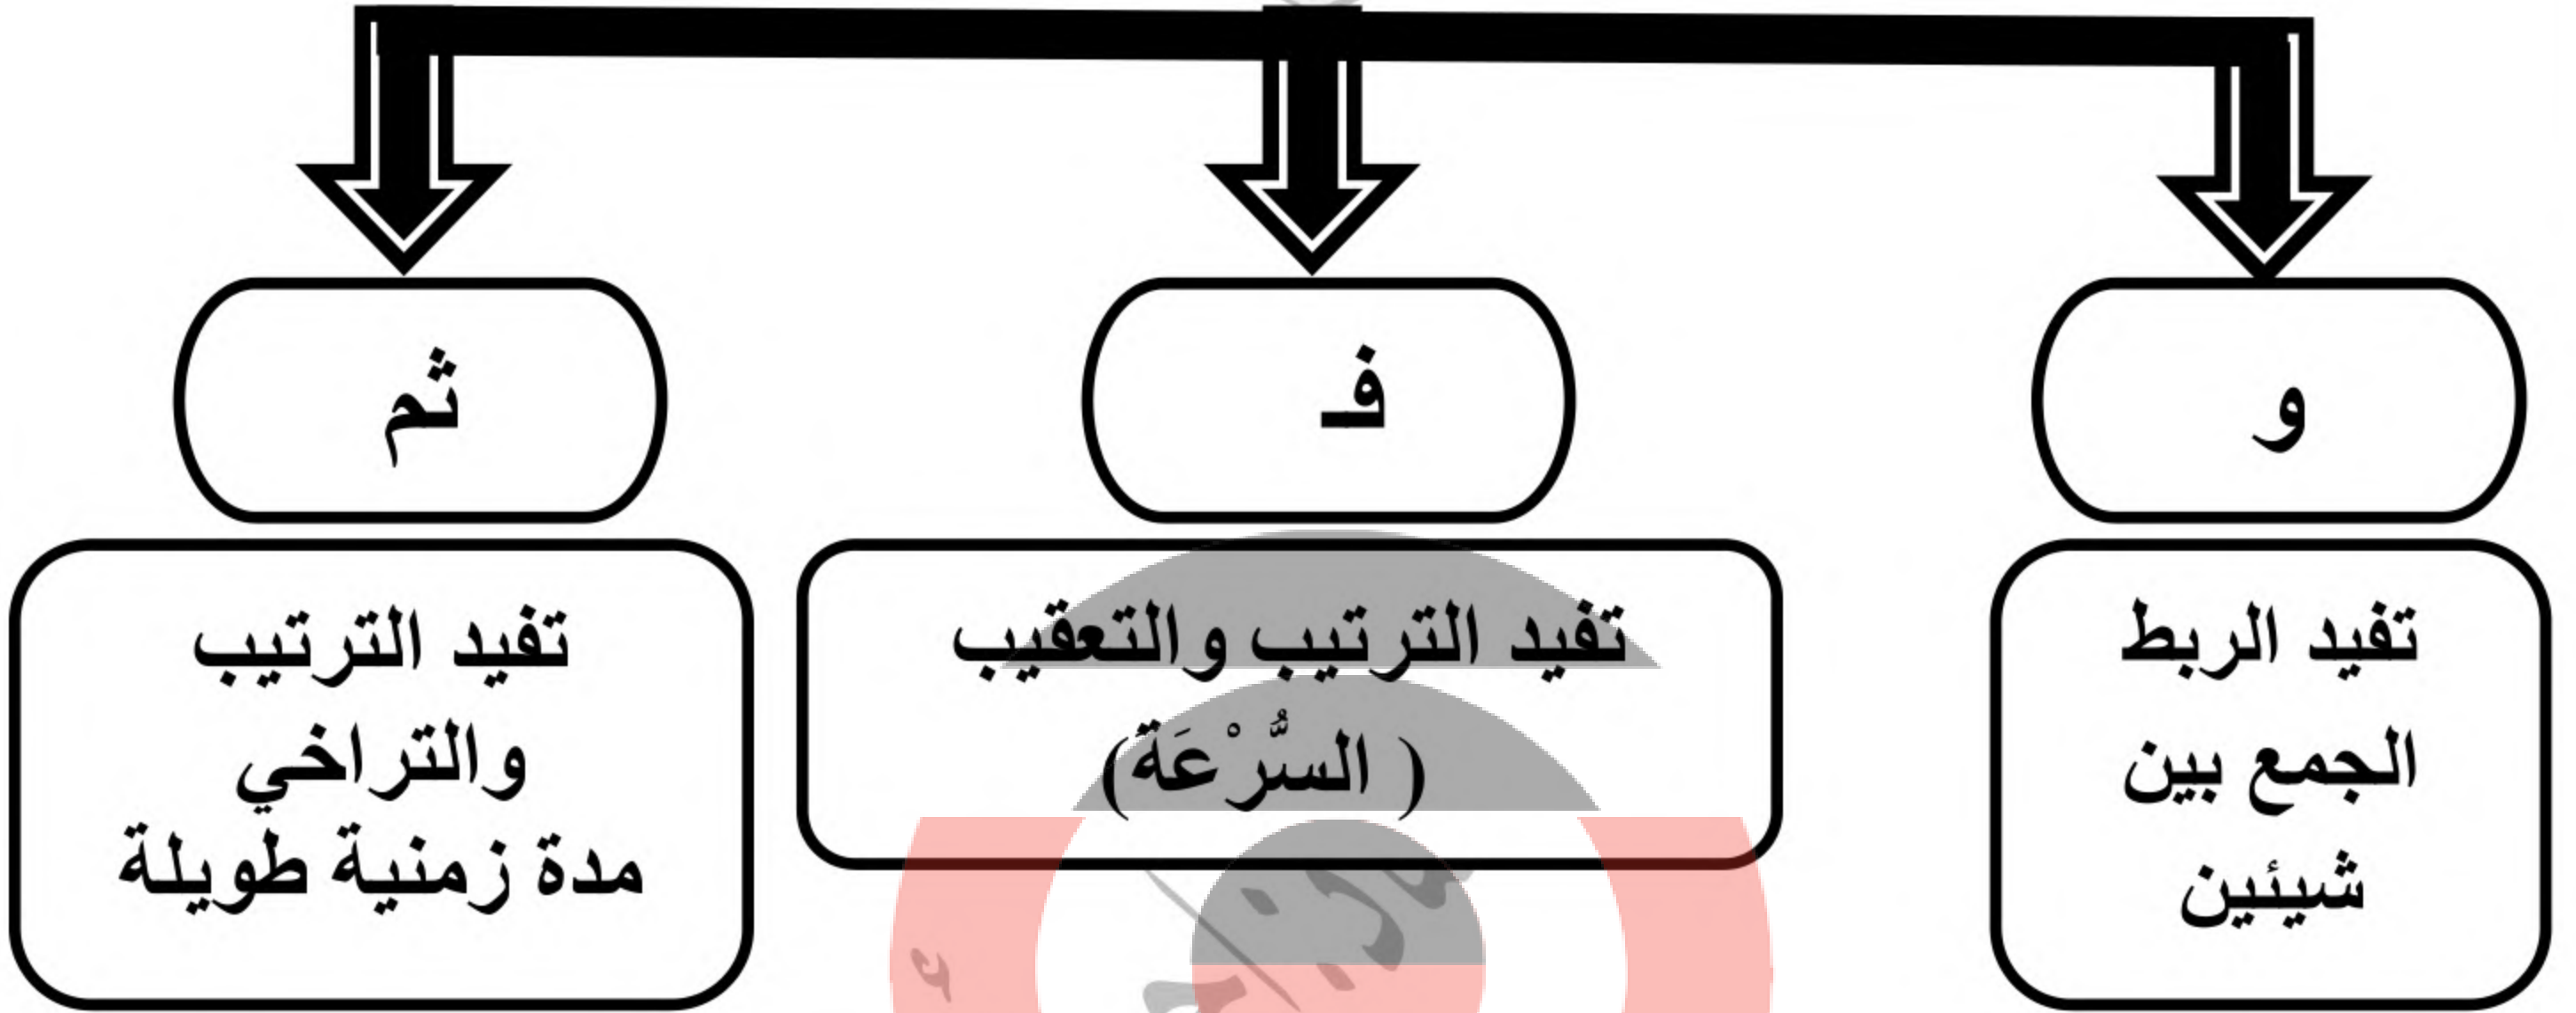 و
فـ
ثم
تفيد الربط
الجمع بين
شيئين
تفيد الترتيب والتعقيب
( السُّرْعَة)
تفيد الترتيب
والتراخي
مدة زمنية طويلة